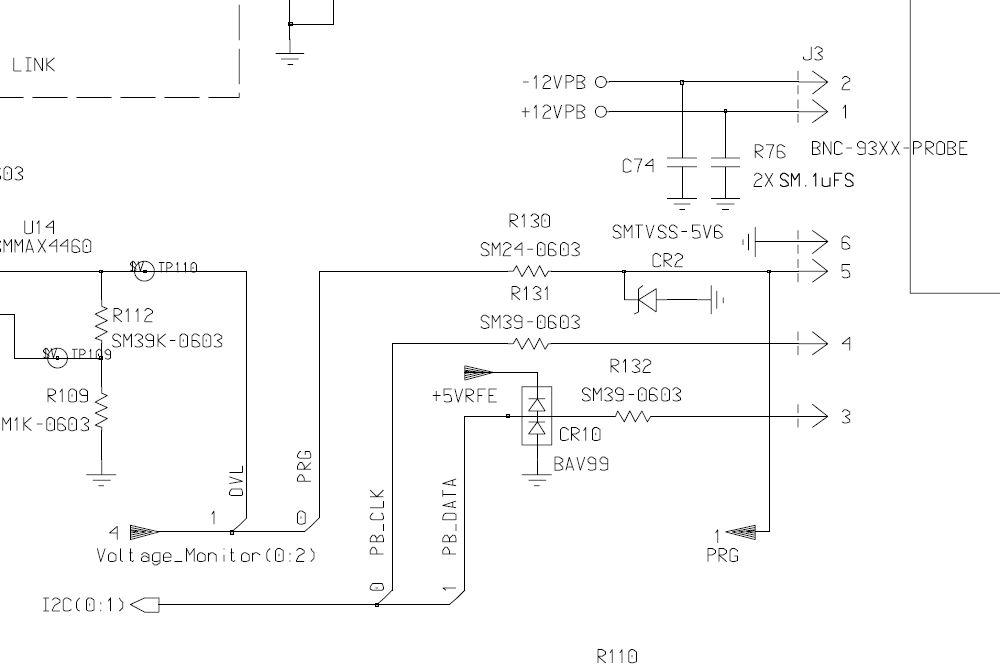 LINK
J3
-12VPB
2
+12VPB
1
C74
R76
BNC-93XX-PROBE
2X SM.1uFS
603
U14
SMMAX4460
R130
SMTVSS-5V6
6
SM24-0603
CR2
5V
TP110
5
R131
R112
SM39-0603
SM39K-0603
4
5V
TP109
R132
+5VRFE
SM39-0603
R109
3
M1K-0603
CR10
BAV99
OVL
PRG
PB_CLK
PB_DATA
4
1
0
1
Voltage_Monitor(0:2)
PRG
0
1
I2C(0:1)
R110